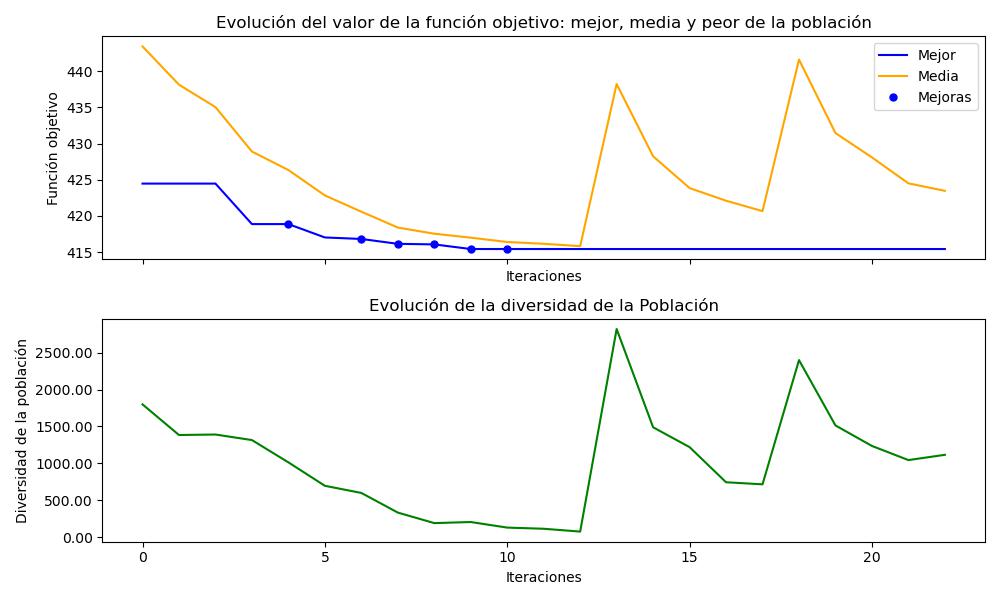 Evolución del valor de la función objetivo: mejor, media y peor de la población
Función objetivo
440
435
430
425
420
415
Mejor
Media
Mejoras
Iteraciones
Evolución de la diversidad de la Población
Diversidad de la población
2500.00
2000.00
1500.00
1000.00
500.00
0.00
0 5 10 15 20
Iteraciones